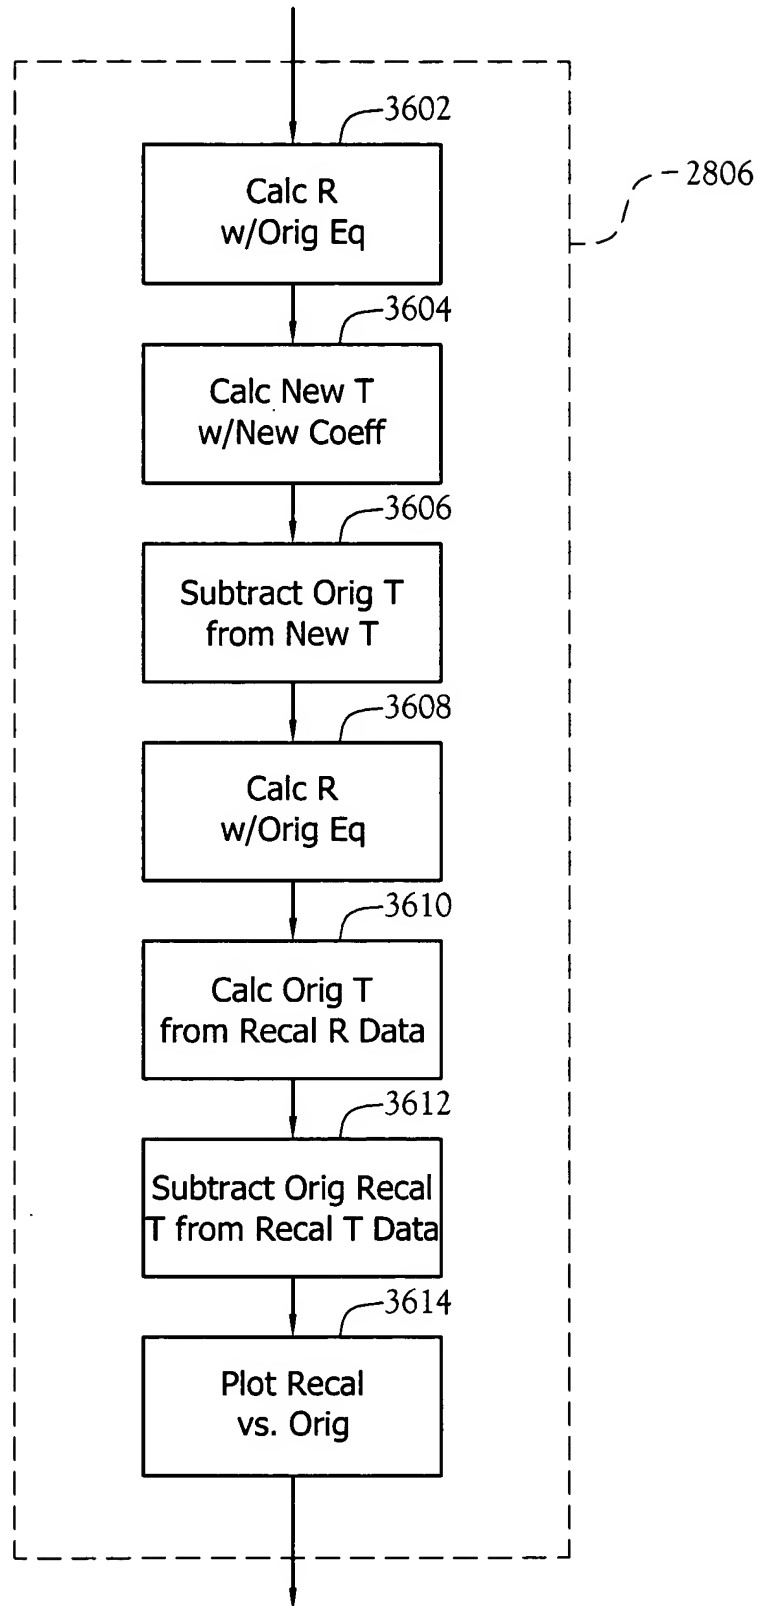 3602
Calc R
w/Orig Eq
2806
3604
Calc New T
w/New Coeff
3606
Subtract Orig T
from New T
3608
Calc R
w/Orig Eq
3610
Calc Orig T
from Recal R Data
3612
Subtract Orig Recal
T from Recal T Data
3614
Plot Recal
vs. Orig